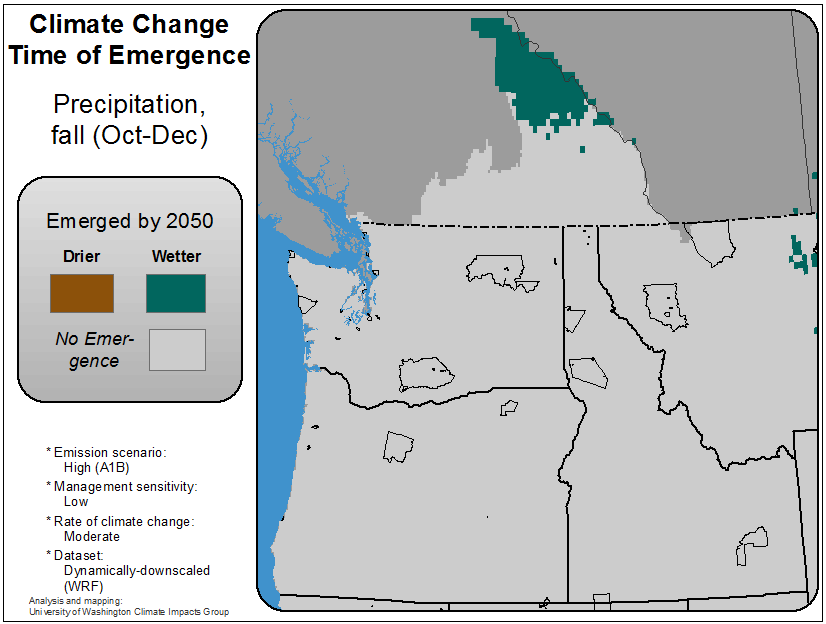 Climate Change
Time of Emergence
Precipitation,
fall (Oct-Dec)
Emerged by 2050
Drier Wetter
No Emer-
gence
* Emission scenario:
High (A1B)
* Management sensitivity:
Low
* Rate of climate change:
Moderate
* Dataset:
Dynamically-downscaled
(WRF)
Analysis and mapping:
University of Washington Climate Impacts Group